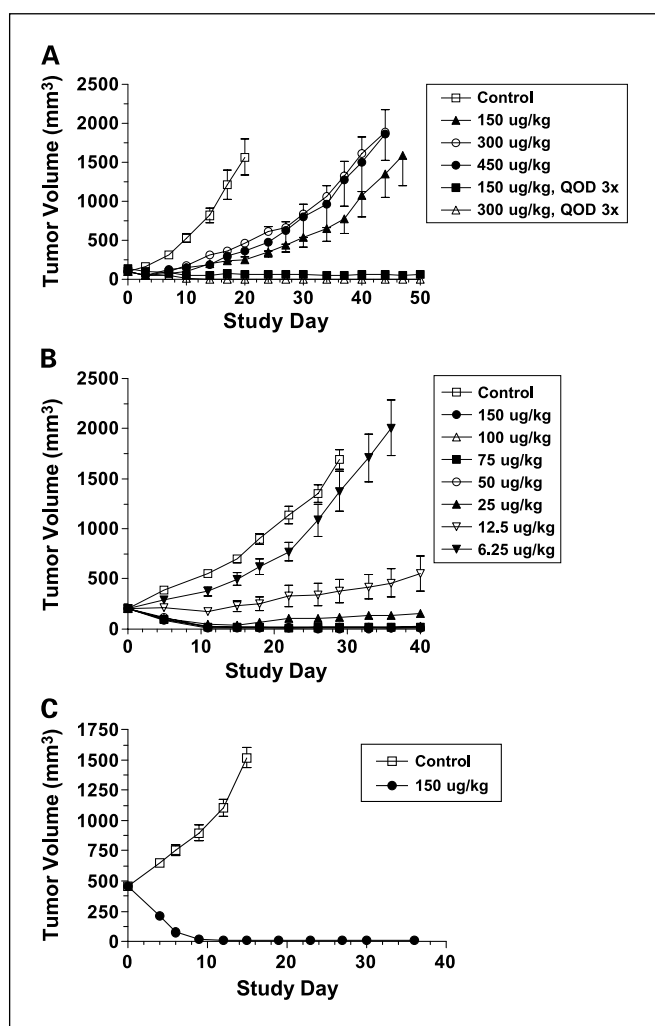 A
Tumor Volume (mm³)
2500
2000
1500
1000
500
0
0 10 20 30 40 50
Study Day
Control
150 ug/kg
300 ug/kg
450 ug/kg
150 ug/kg, QOD 3x
300 ug/kg, QOD 3x
B
Tumor Volume (mm³)
2500
2000
1500
1000
500
0
0 10 20 30 40
Study Day
Control
150 ug/kg
100 ug/kg
75 ug/kg
50 ug/kg
25 ug/kg
12.5 ug/kg
6.25 ug/kg
C
Tumor Volume (mm³)
1750
1500
1250
1000
750
500
250
0
0 10 20 30 40
Study Day
Control
150 ug/kg